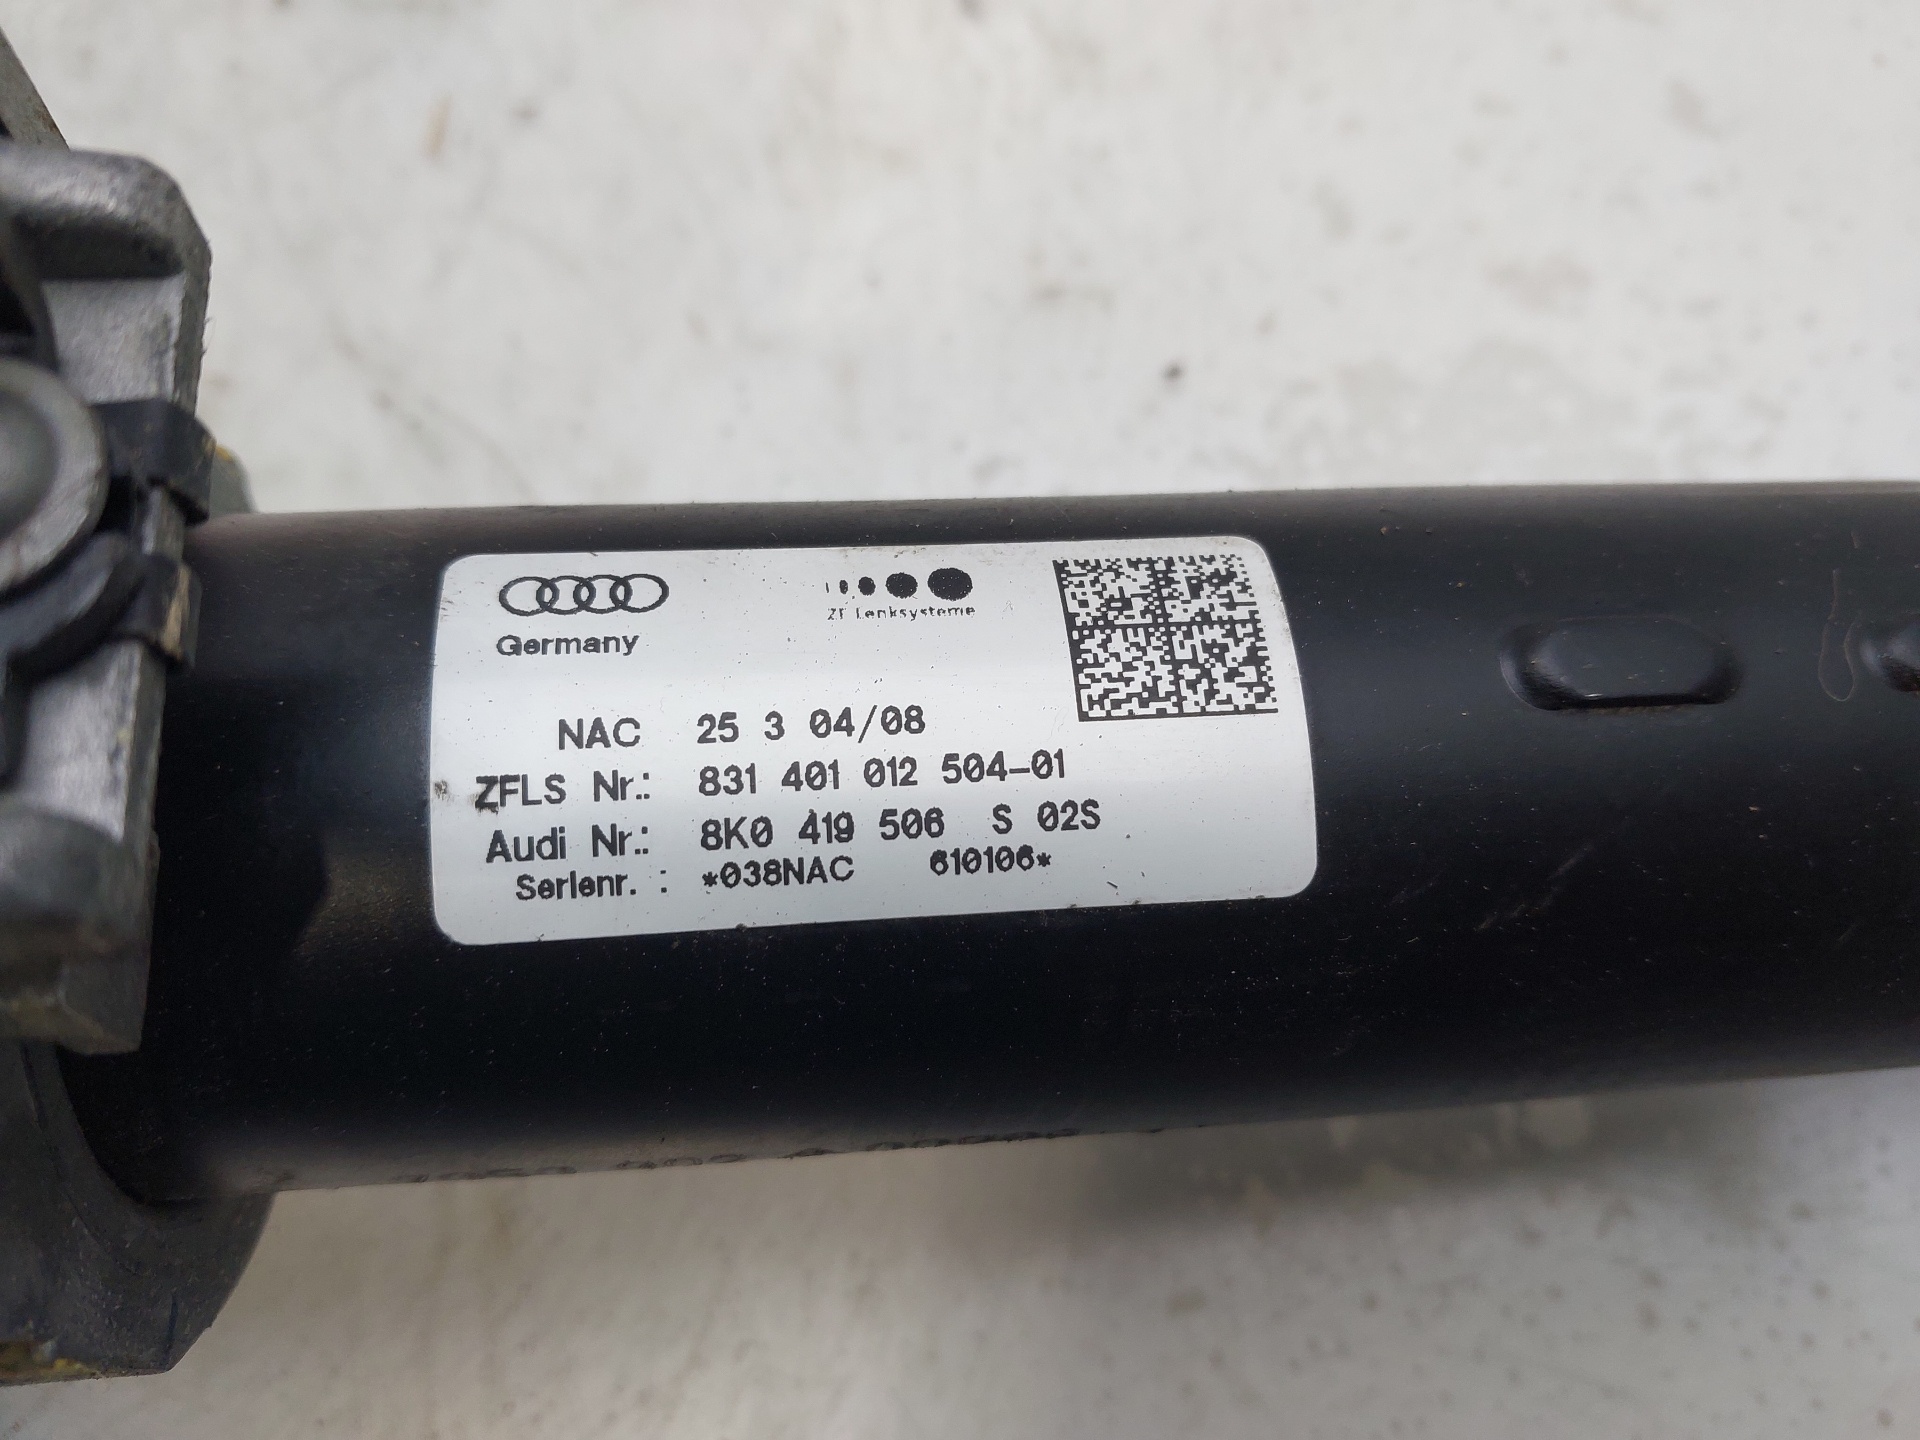 Germany
ZF Lenksysteme
NAC 25 3 04/08
ZFLS Nr.: 831 401 012 504-01
Audi Nr.: 8K0 419 506 S 02S
Serienr. : *038NAC 610106*